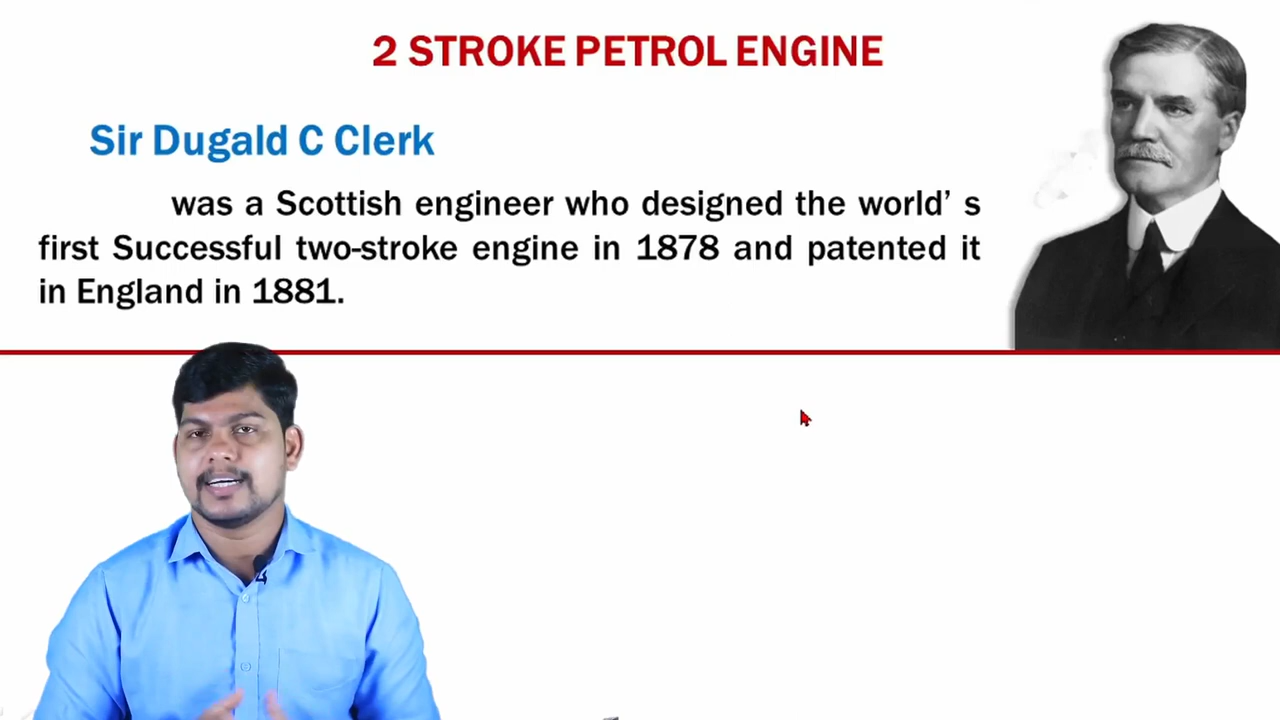 2 STROKE PETROL ENGINE
Sir Dugald C Clerk
was a Scottish engineer who designed the world’ s
first Successful two-stroke engine in 1878 and patented it
in England in 1881.